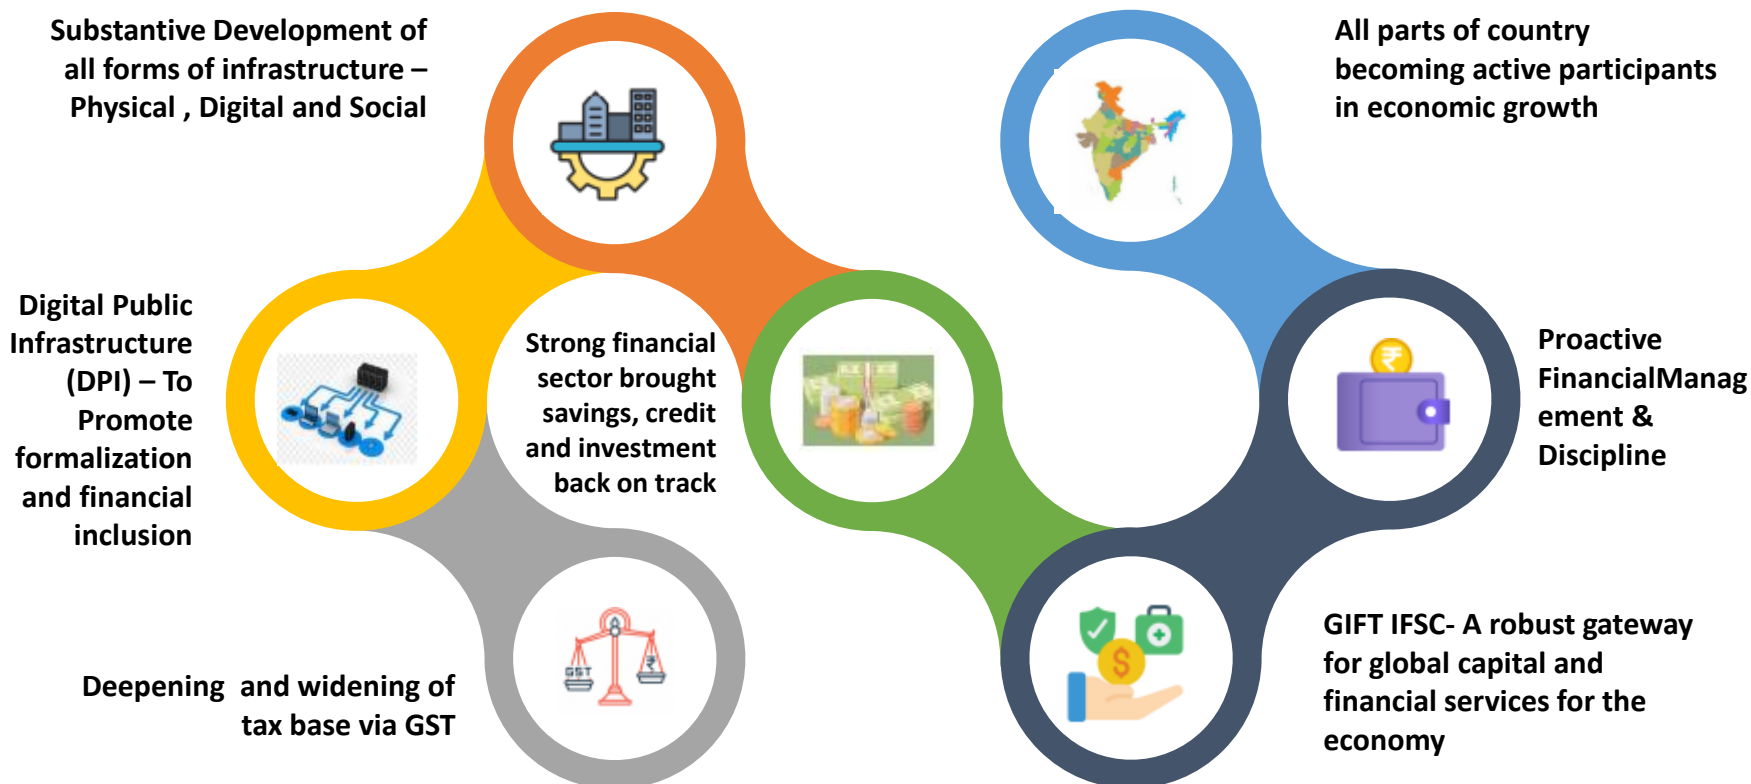 Substantive Development of
all forms of infrastructure –
Physical , Digital and Social
All parts of country
becoming active participants
in economic growth
Digital Public
Infrastructure
(DPI) – To
Promote
formalization
and financial
inclusion
Strong financial
sector brought
savings, credit
and investment
back on track
₹
Proactive
FinancialManag
ement &
Discipline
GST
₹
Deepening  and widening of
tax base via GST
$
GIFT IFSC- A robust gateway
for global capital and
financial services for the
economy